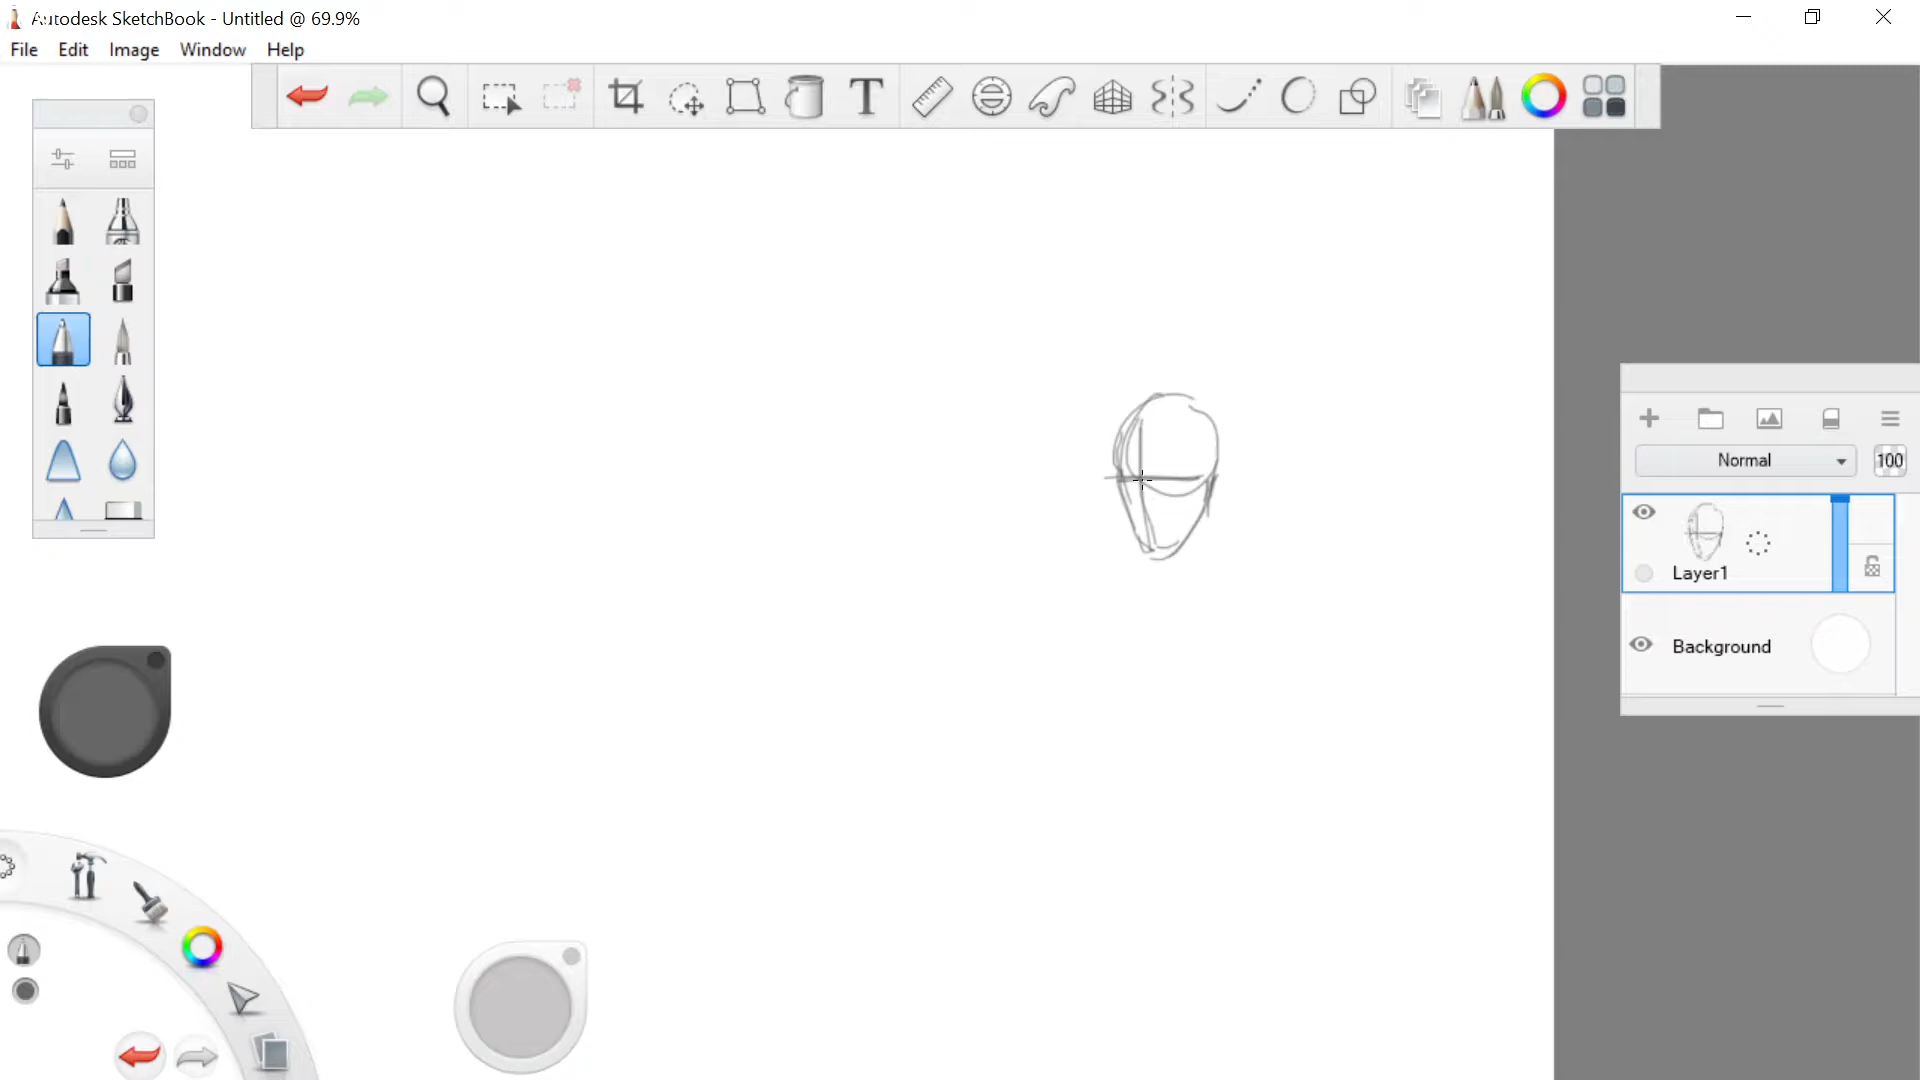 Autodesk SketchBook - Untitled @ 69.9%
File Edit Image Window Help
T
Normal 100
Layer1
Background